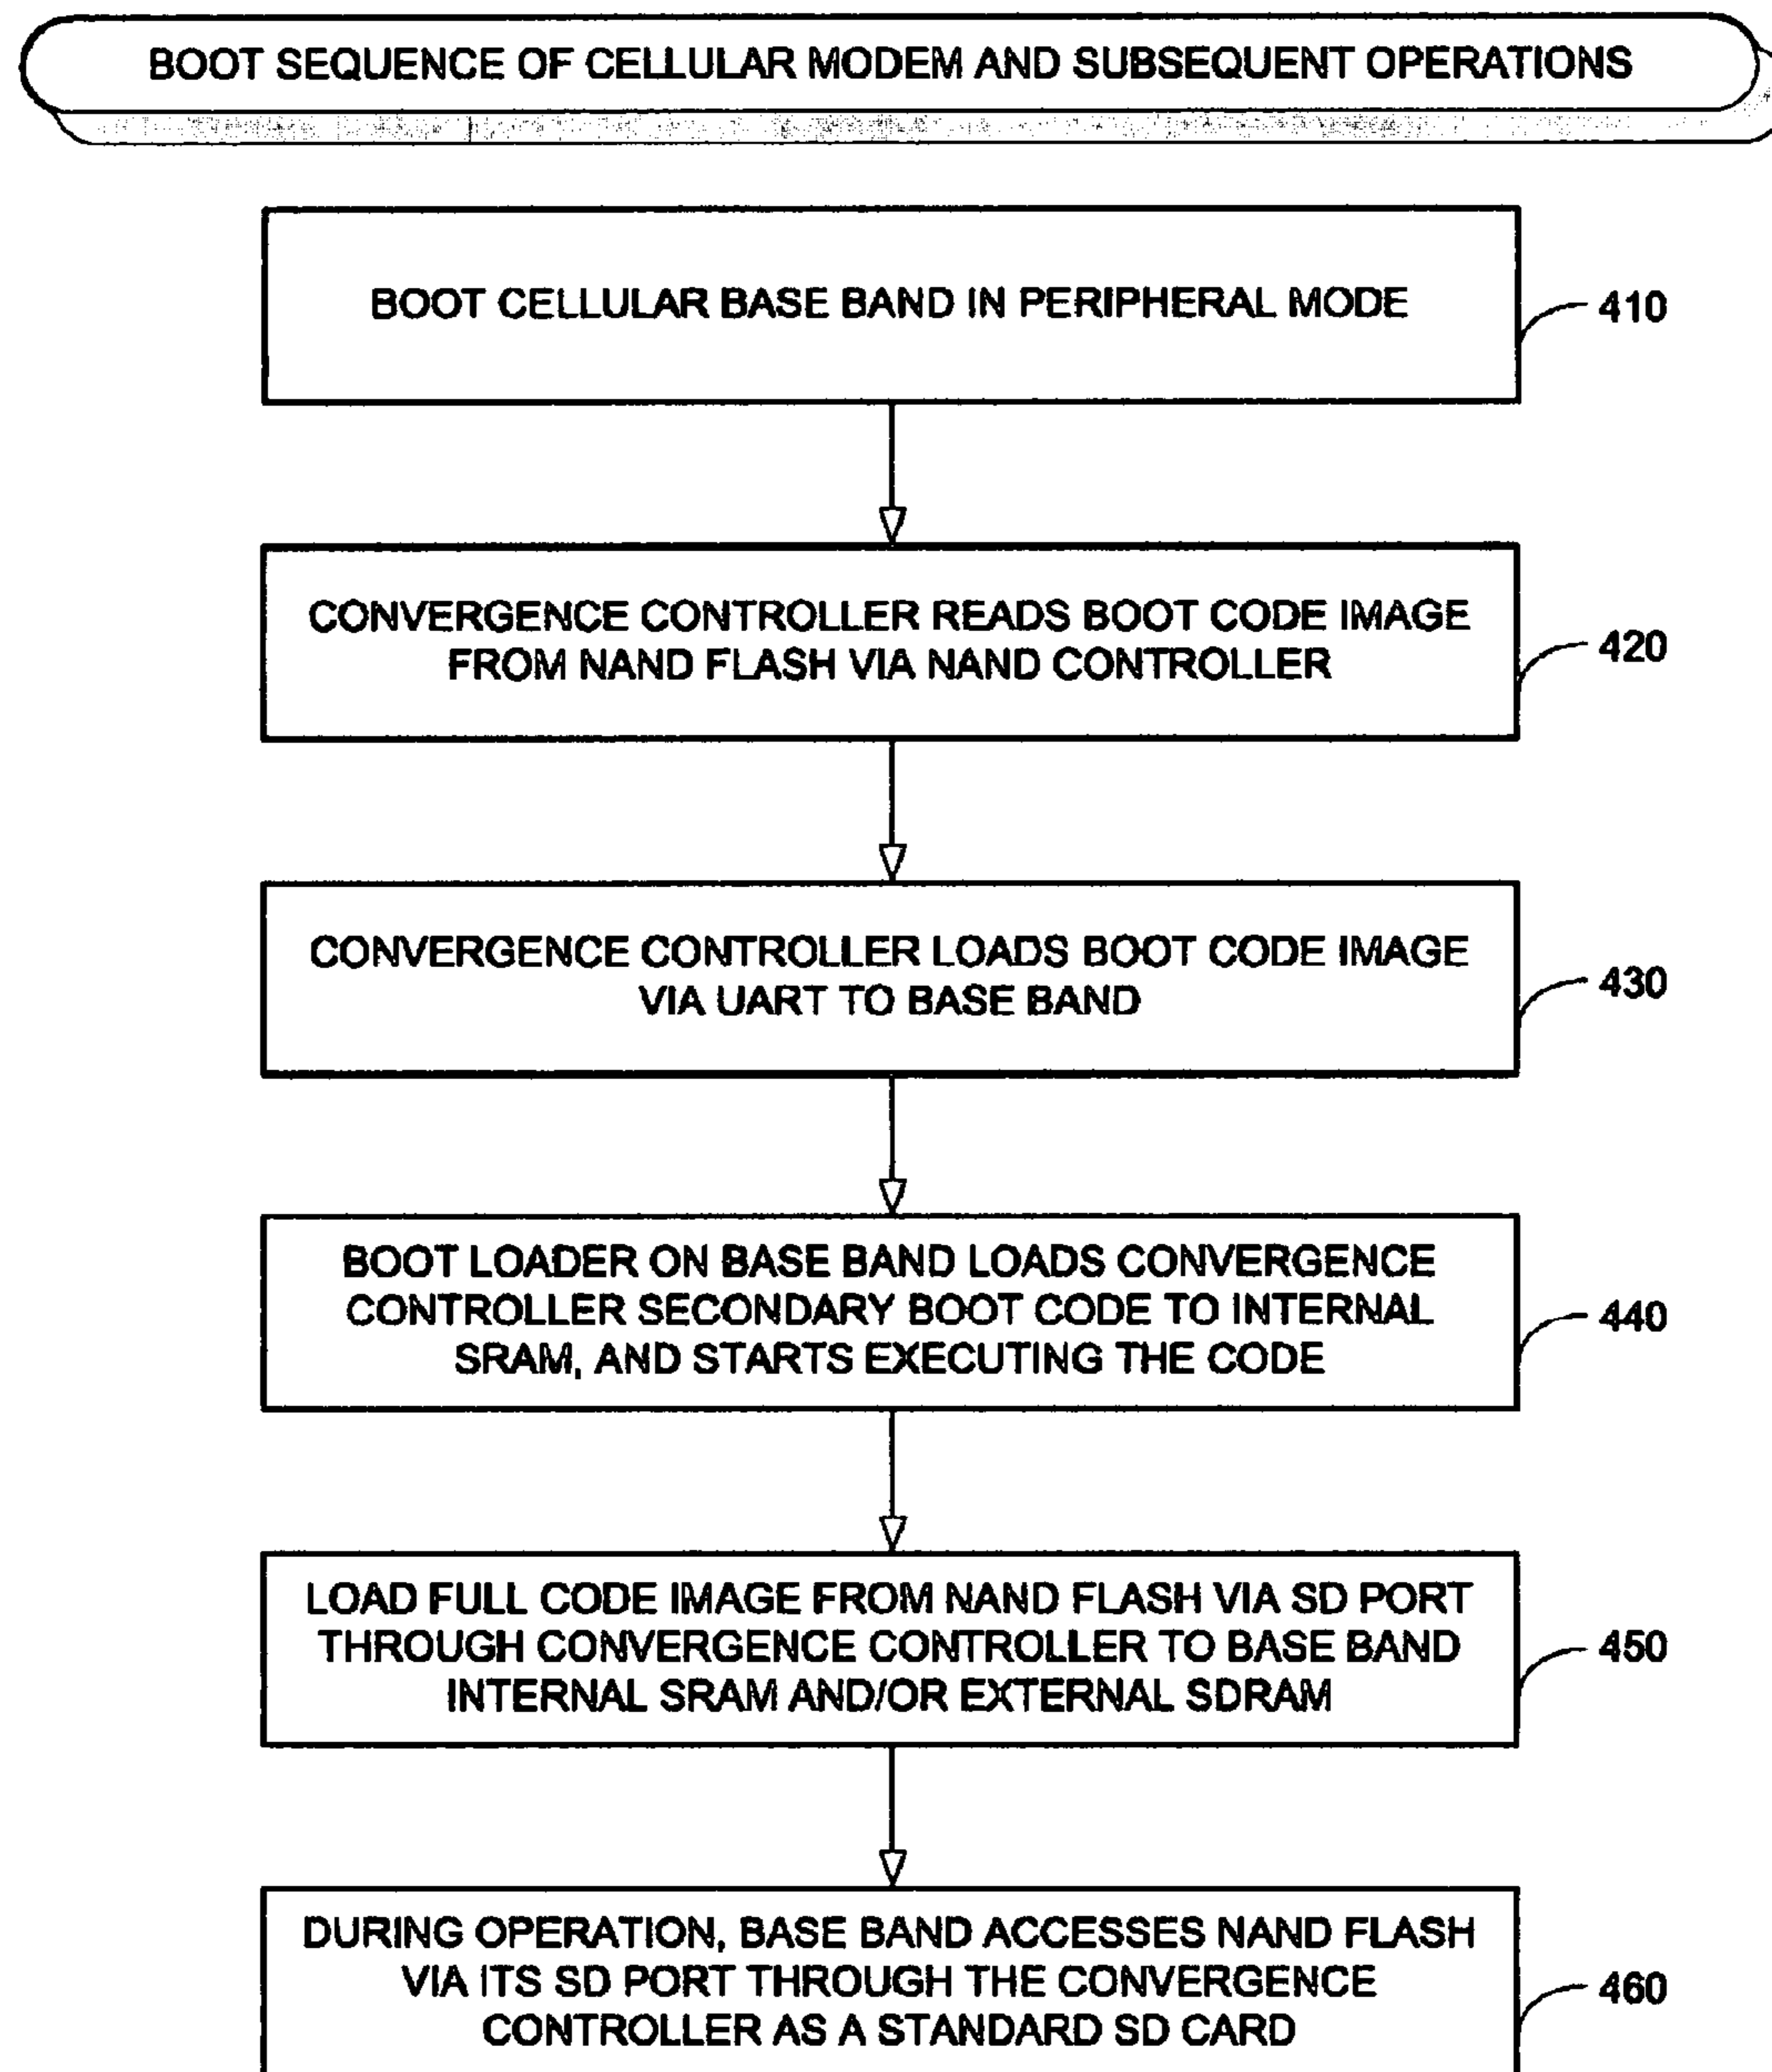 BOOT SEQUENCE OF CELLULAR MODEM AND SUBSEQUENT OPERATIONS
BOOT CELLULAR BASE BAND IN PERIPHERAL MODE
410
CONVERGENCE CONTROLLER READS BOOT CODE IMAGE
FROM NAND FLASH VIA NAND CONTROLLER
420
CONVERGENCE CONTROLLER LOADS BOOT CODE IMAGE
VIA UART TO BASE BAND
430
BOOT LOADER ON BASE BAND LOADS CONVERGENCE
CONTROLLER SECONDARY BOOT CODE TO INTERNAL
SRAM, AND STARTS EXECUTING THE CODE
440
LOAD FULL CODE IMAGE FROM NAND FLASH VIA SD PORT
THROUGH CONVERGENCE CONTROLLER TO BASE BAND
INTERNAL SRAM AND/OR EXTERNAL SDRAM
450
DURING OPERATION, BASE BAND ACCESSES NAND FLASH
VIA ITS SD PORT THROUGH THE CONVERGENCE
CONTROLLER AS A STANDARD SD CARD
460